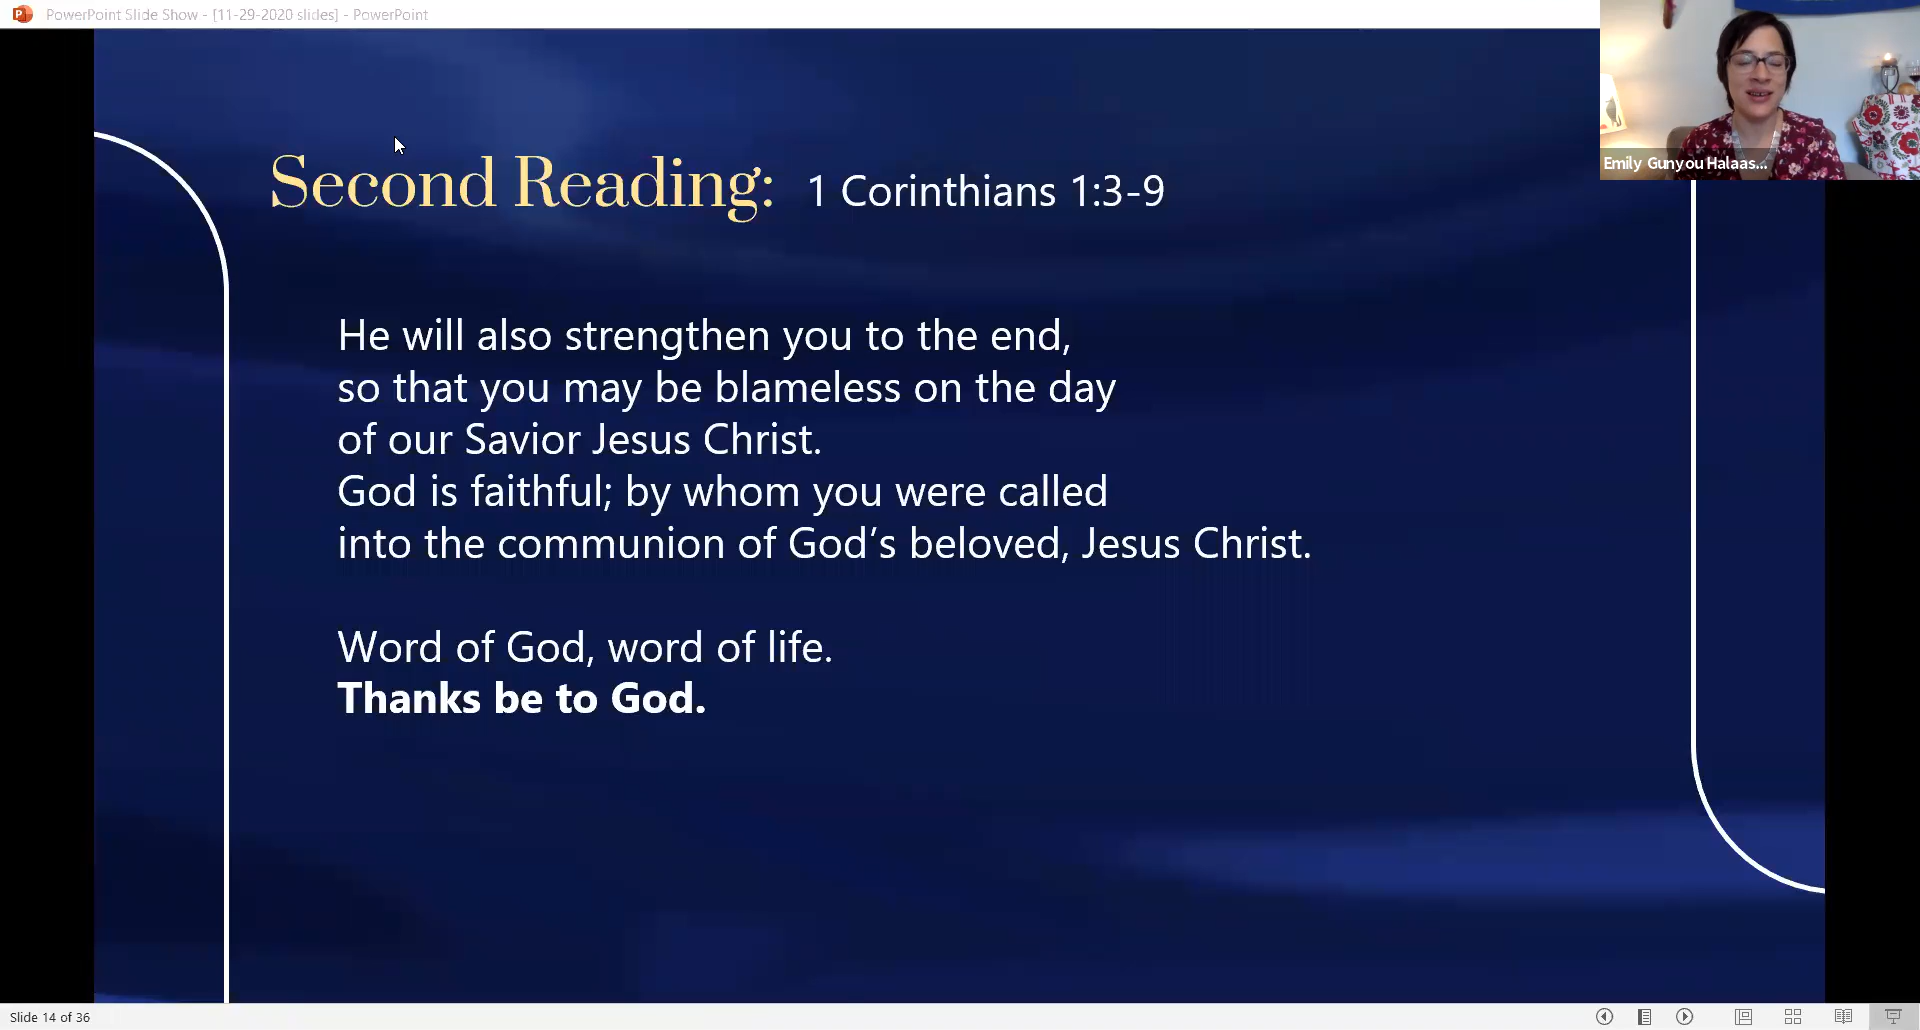 PowerPoint Slide Show - [11-29-2020 slides] - PowerPoint
Emily Gunyou Halaas...
Second Reading: 1 Corinthians 1:3-9
He will also strengthen you to the end,
so that you may be blameless on the day
of our Savior Jesus Christ.
God is faithful; by whom you were called
into the communion of God’s beloved, Jesus Christ.
Word of God, word of life.
Thanks be to God.
Slide 14 of 36